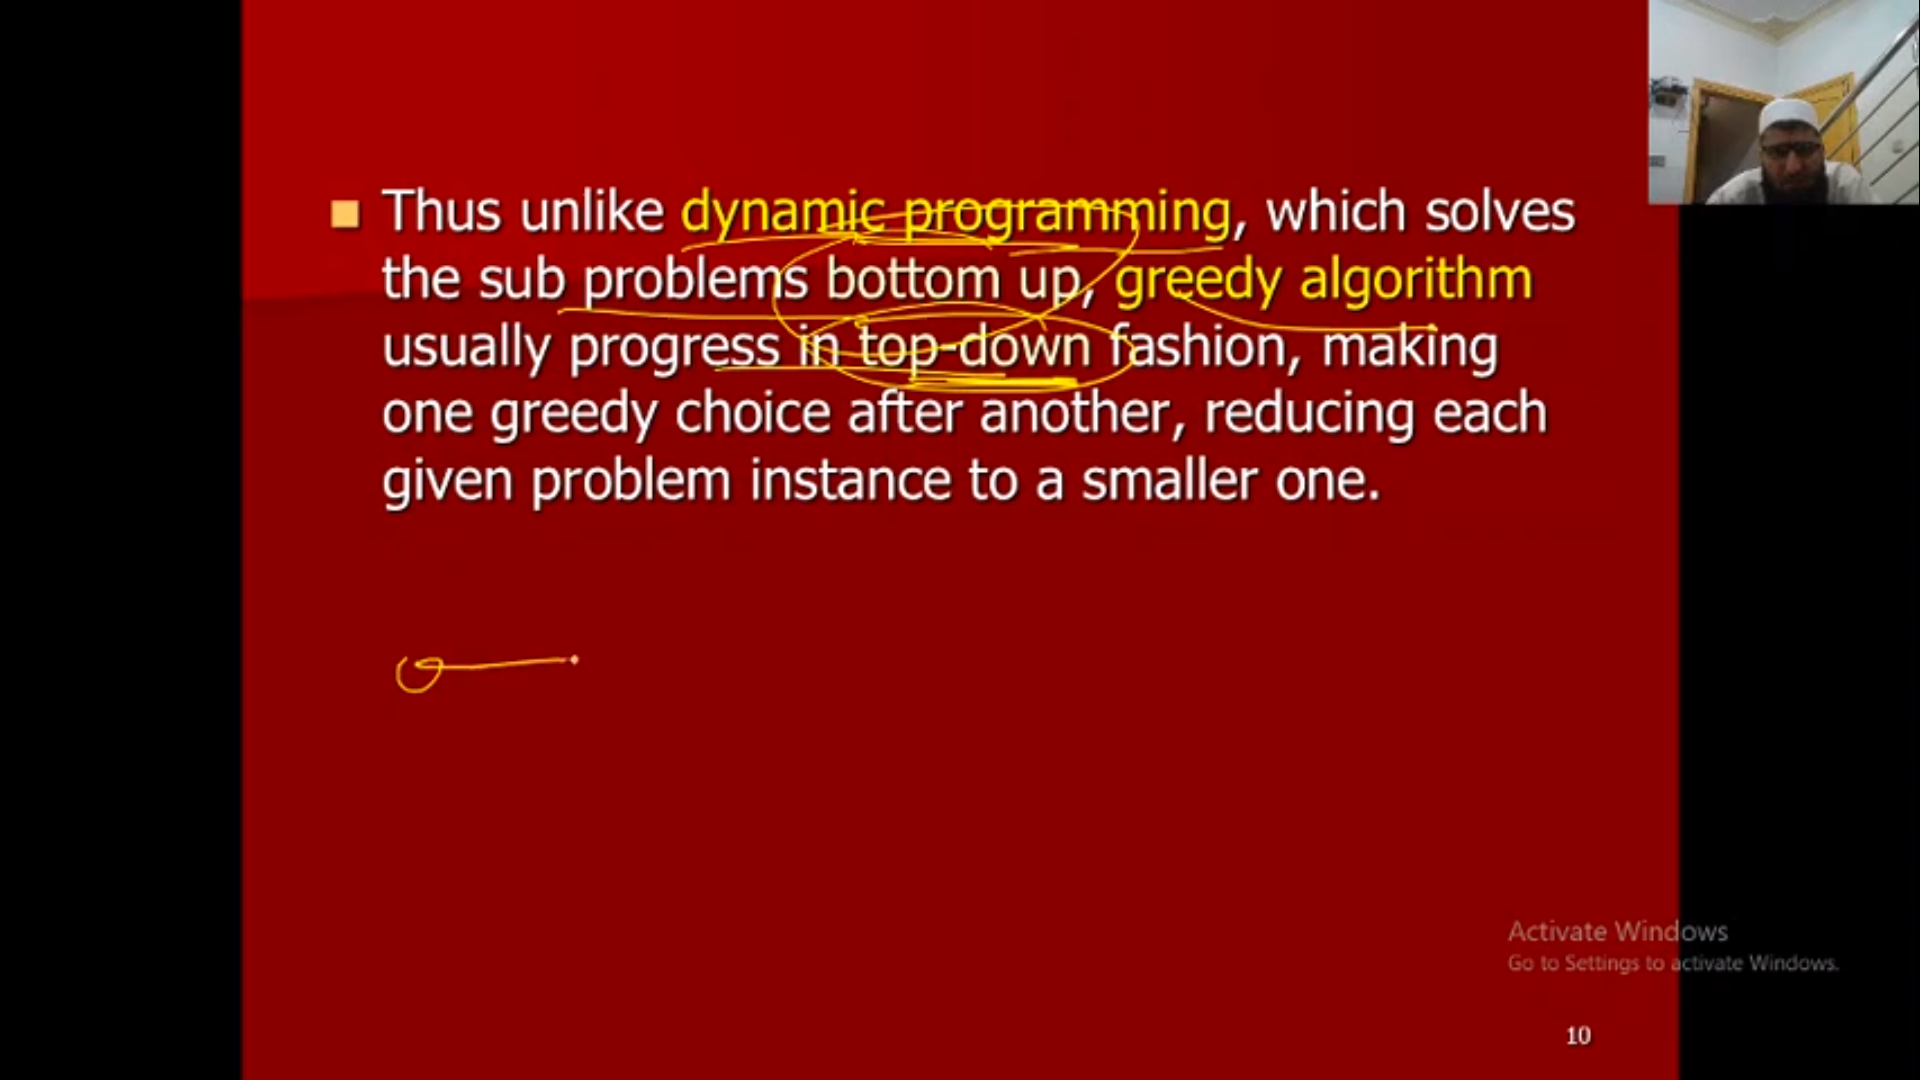 Thus unlike dynamic programming, which solves
the sub problems bottom up, greedy algorithm
usually progress in top-down fashion, making
one greedy choice after another, reducing each
given problem instance to a smaller one.
Activate Windows
Go to Settings to activate Windows.
10